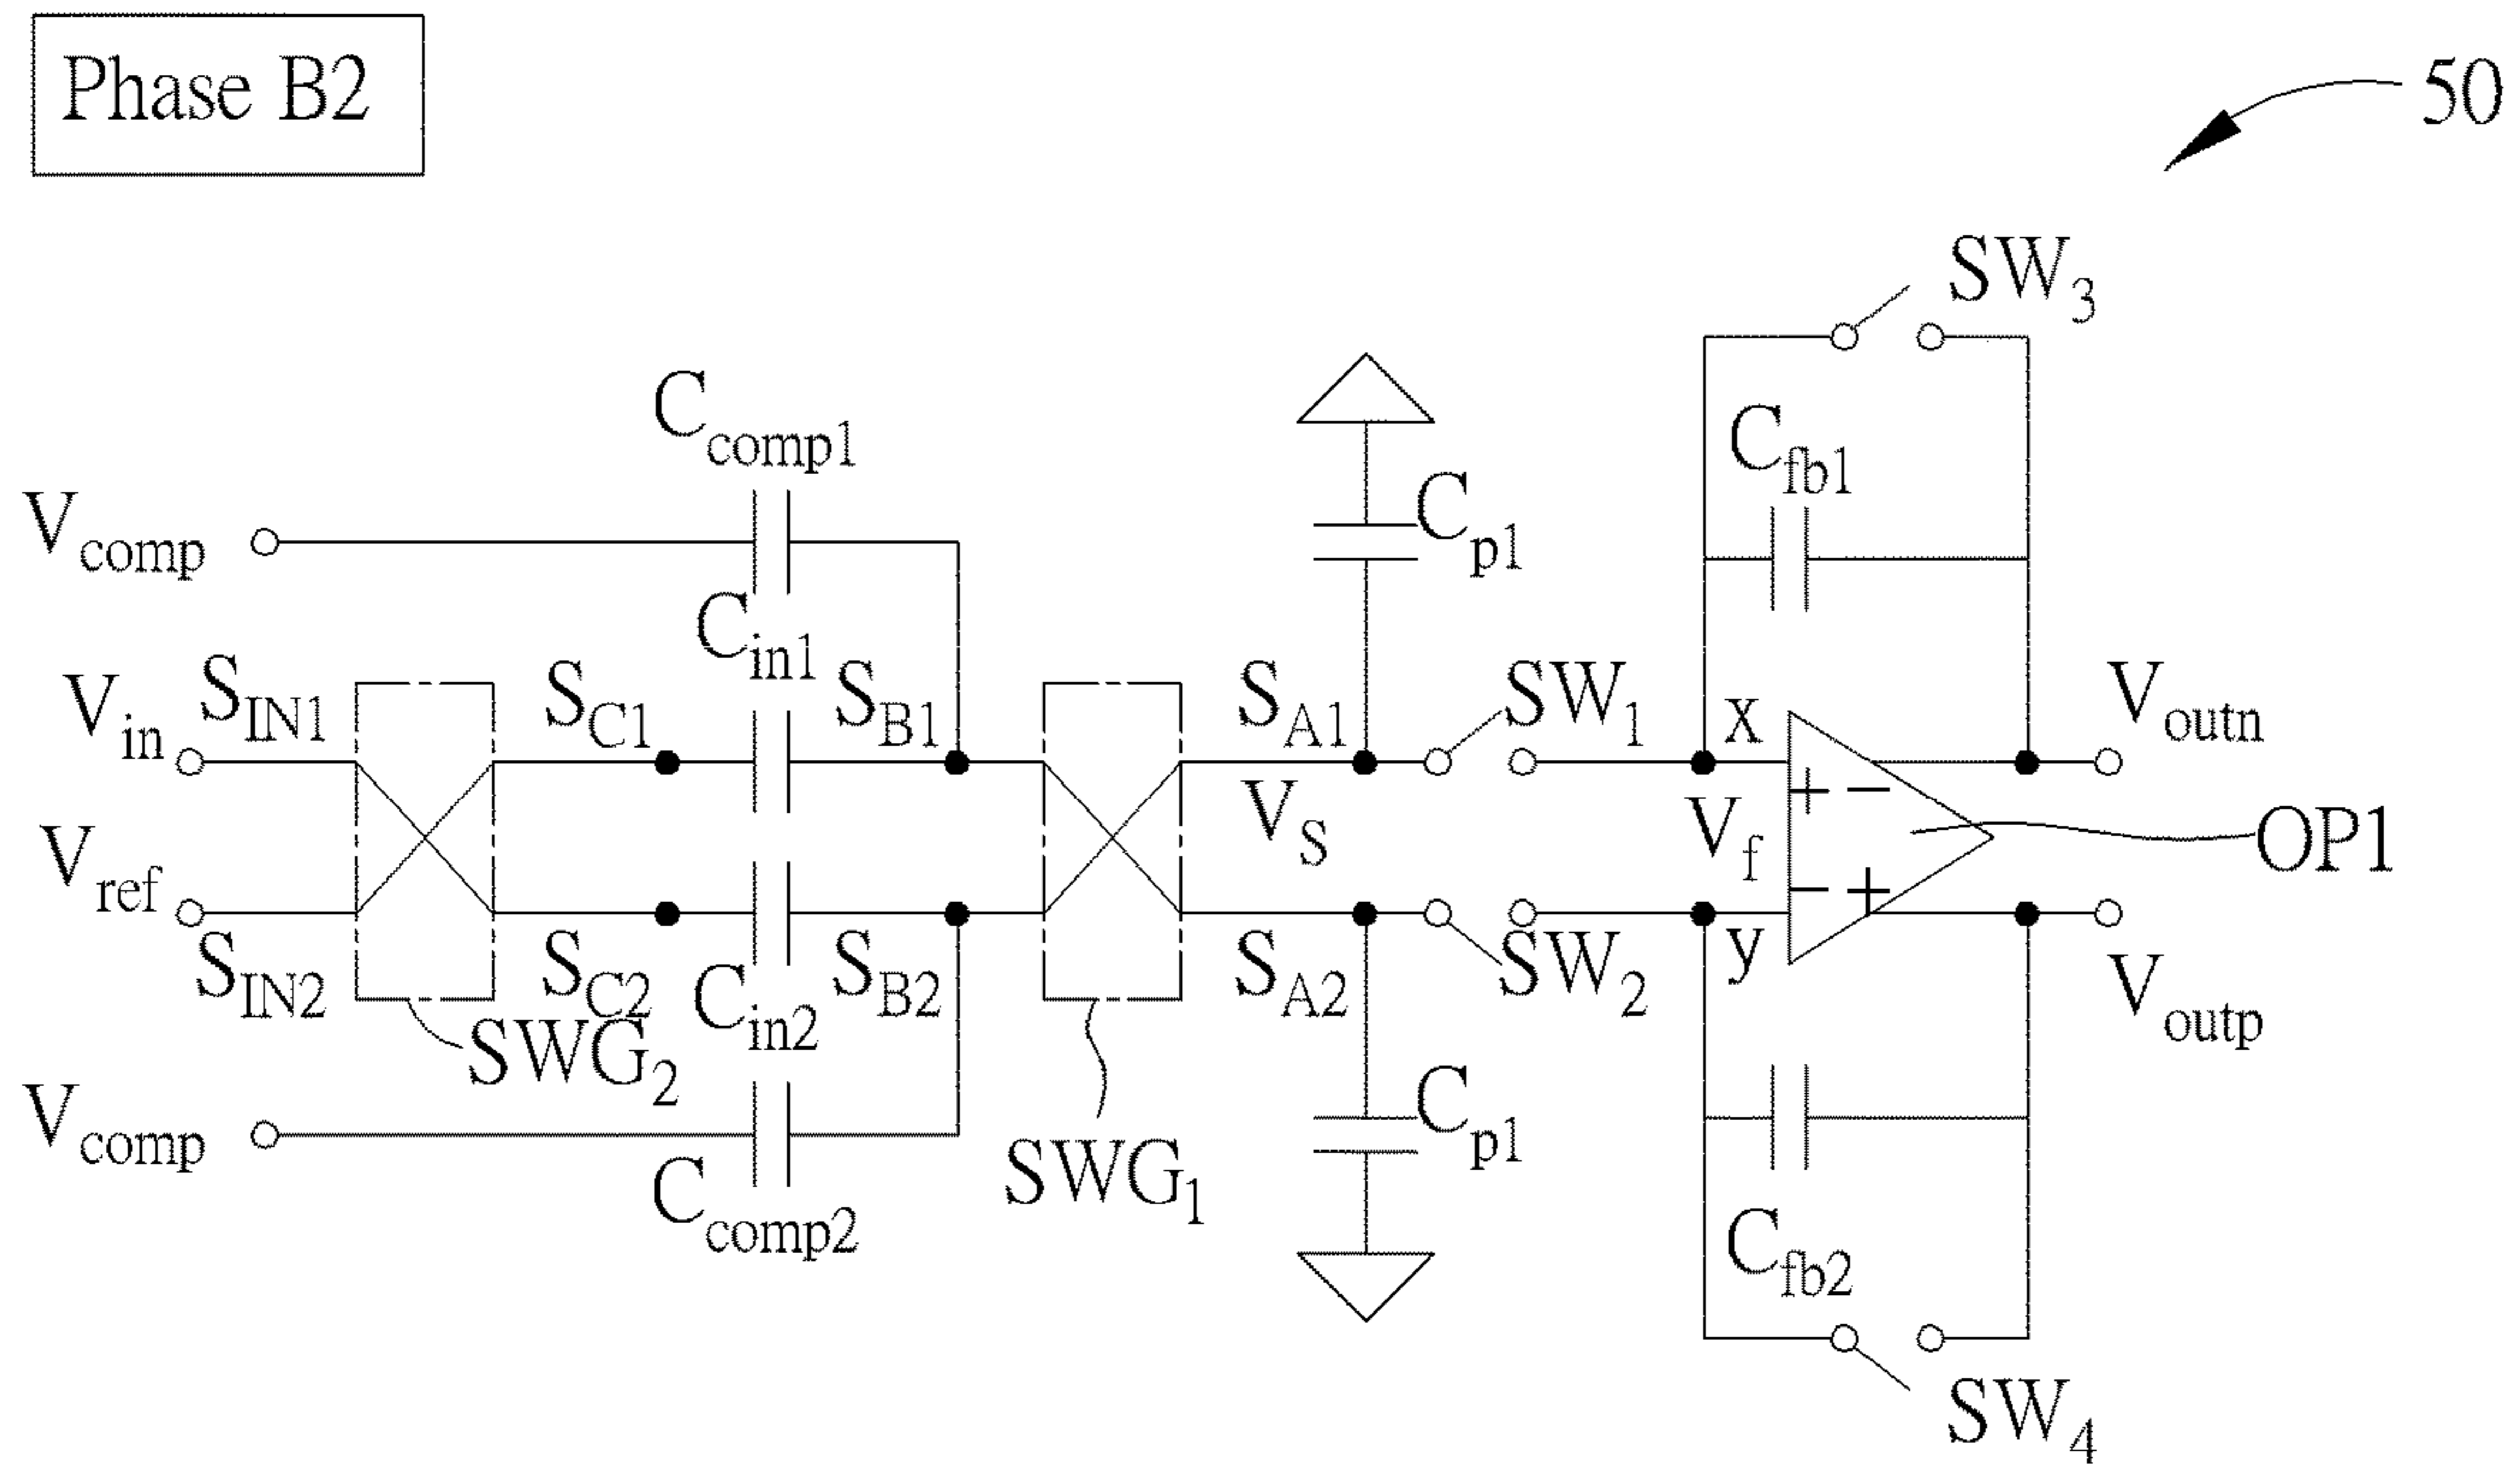 Phase B2
50
SW3
Ccomp1
Cfb1
Cp1
Vcomp
Cin1
Vin
SIN1
SC1
SB1
SA1
SW1
x
Voutn
+ −
VS
Vf
OP1
Vref
− +
SIN2
SC2
Cin2
SB2
SA2
SW2
y
Voutp
SWG2
Vcomp
Cp1
SWG1
Ccomp2
Cfb2
SW4